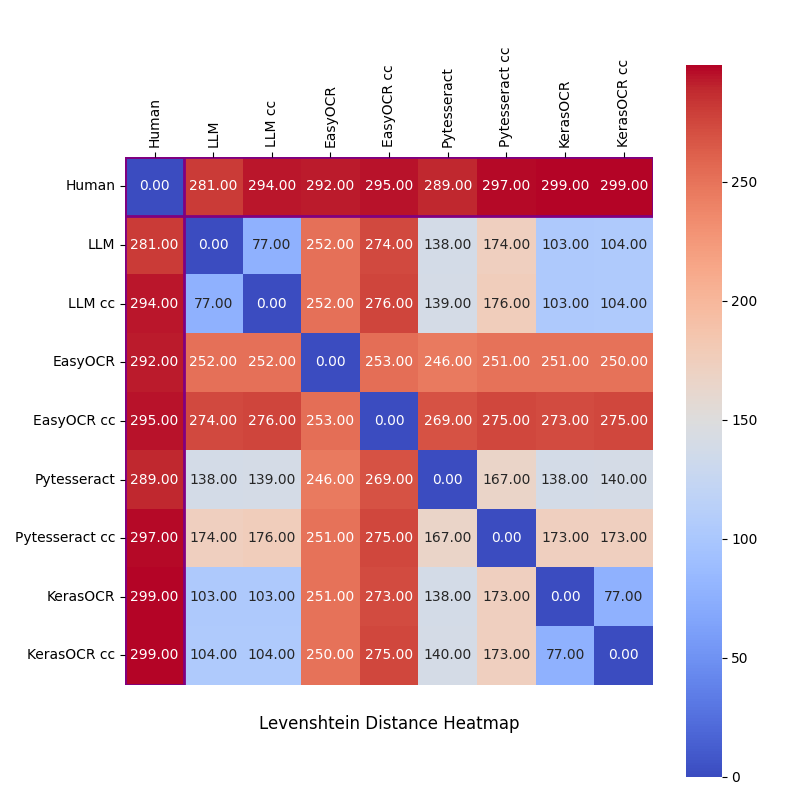 Human LLM LLM cc EasyOCR EasyOCR cc Pytesseract Pytesseract cc KerasOCR KerasOCR cc
Human 0.00 281.00 294.00 292.00 295.00 289.00 297.00 299.00 299.00
LLM 281.00 0.00 77.00 252.00 274.00 138.00 174.00 103.00 104.00
LLM cc 294.00 77.00 0.00 252.00 276.00 139.00 176.00 103.00 104.00
EasyOCR 292.00 252.00 252.00 0.00 253.00 246.00 251.00 251.00 250.00
EasyOCR cc 295.00 274.00 276.00 253.00 0.00 269.00 275.00 273.00 275.00
Pytesseract 289.00 138.00 139.00 246.00 269.00 0.00 167.00 138.00 140.00
Pytesseract cc 297.00 174.00 176.00 251.00 275.00 167.00 0.00 173.00 173.00
KerasOCR 299.00 103.00 103.00 251.00 273.00 138.00 173.00 0.00 77.00
KerasOCR cc 299.00 104.00 104.00 250.00 275.00 140.00 173.00 77.00 0.00
Levenshtein Distance Heatmap
250
200
150
100
50
0